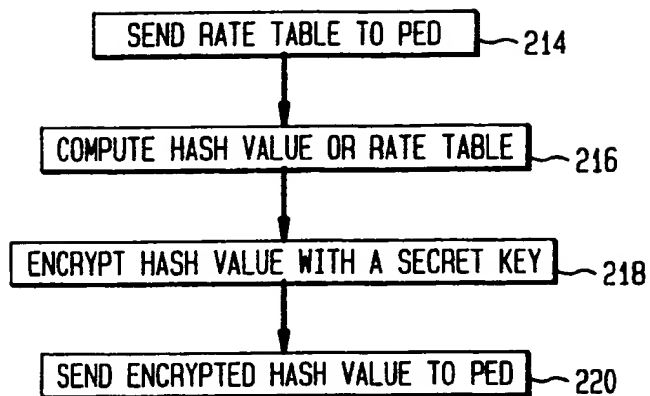 SEND RATE TABLE TO PED 214
COMPUTE HASH VALUE OR RATE TABLE 216
ENCRYPT HASH VALUE WITH A SECRET KEY 218
SEND ENCRYPTED HASH VALUE TO PED 220